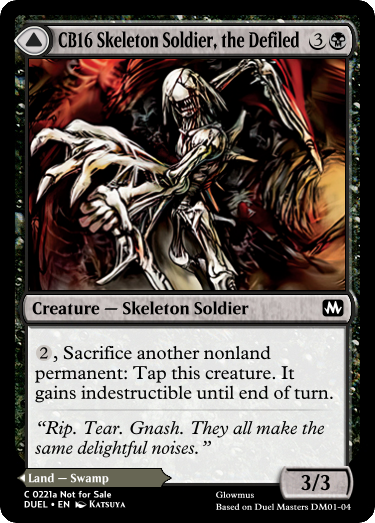 CB16 Skeleton Soldier, the Defiled 3
Creature — Skeleton Soldier
2, Sacrifice another nonland
permanent: Tap this creature. It
gains indestructible until end of turn.
“Rip. Tear. Gnash. They all make the
same delightful noises.”
Land — Swamp
3/3
C 0221a Not for Sale
DUEL • EN Katsuya
Glowmus
Based on Duel Masters DM01-04